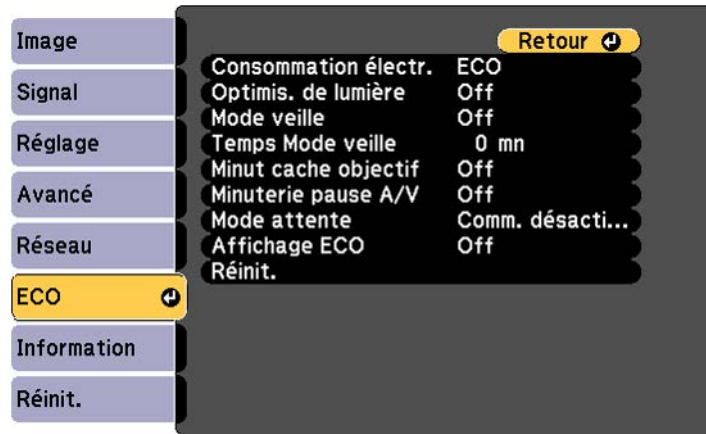 Image
Signal
Réglage
Avancé
Réseau
ECO
Information
Réinit.
Retour
Consommation électr. ECO
Optimis. de lumière Off
Mode veille Off
Temps Mode veille 0 mn
Minut cache objectif Off
Minuterie pause A/V Off
Mode attente Comm. désacti...
Affichage ECO Off
Réinit.